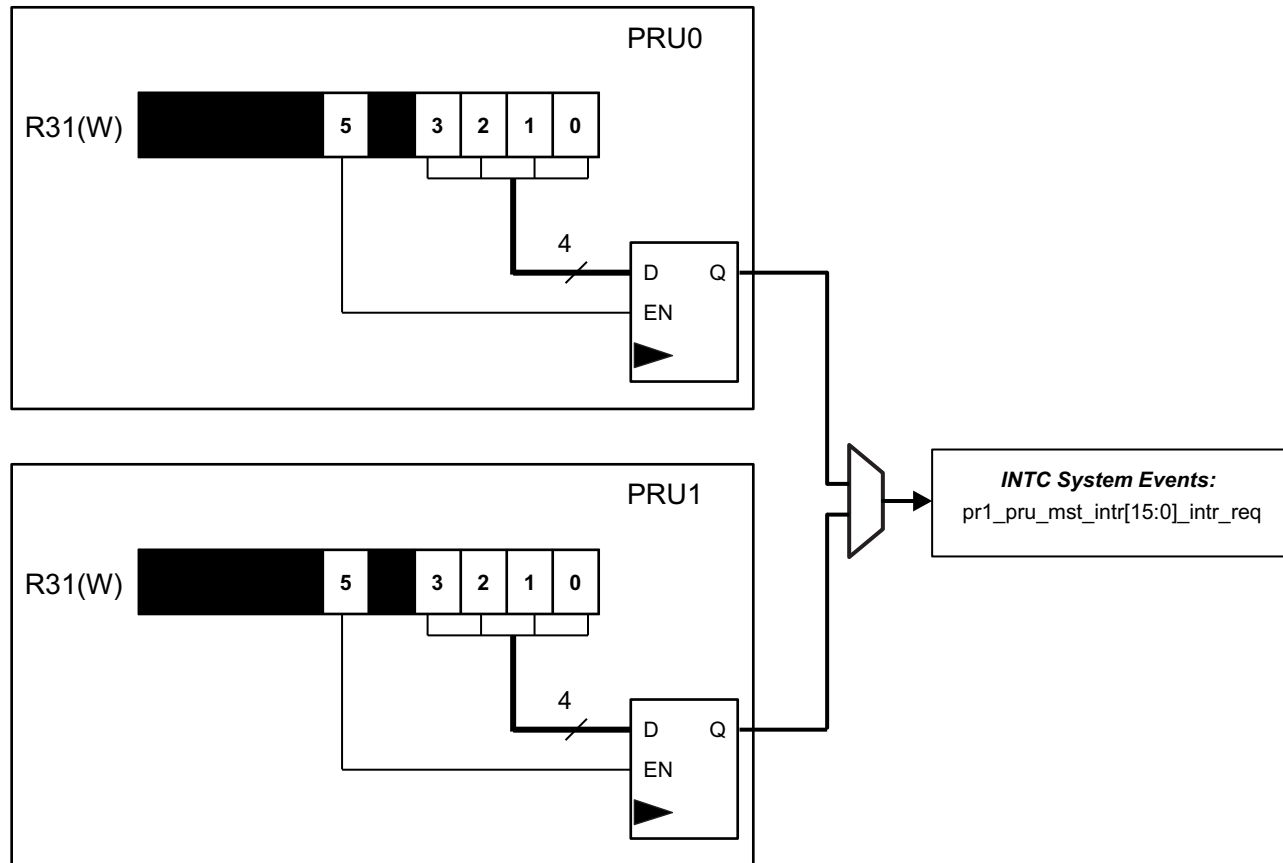 PRU0
R31(W)
5 3 2 1 0
4
D Q
EN
PRU1
R31(W)
5 3 2 1 0
4
D Q
EN
INTC System Events:
pr1_pru_mst_intr[15:0]_intr_req